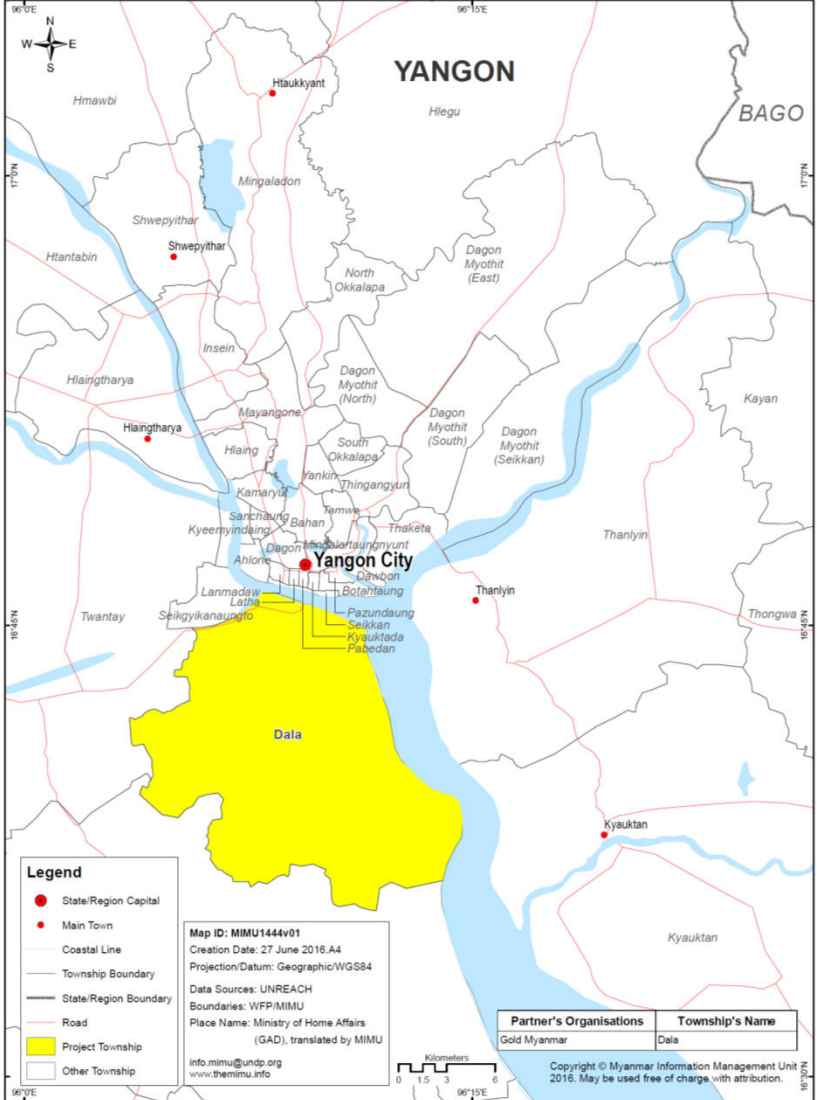 96°0'E
96°15'E
N
W
E
S
YANGON
Htaukkyant
Hmawbi
Hlegu
BAGO
17°0'N
17°0'N
Mingaladon
Shwepyithar
Shwepyithar
Htantabin
Dagon
Myothit
(East)
North
Okkalapa
Insein
Hlaingtharya
Dagon
Myothit
(North)
Kayan
Mayangone
Hlaingtharya
Dagon
Myothit
(South)
Dagon
Myothit
(Seikkan)
Hlaing
South
Okkalapa
Yankin
Thingangyun
Kamaryut
Sanchaung
Tamwe
Bahan
Kyeemyindaing
Thaketa
Thanlyin
Dagon
Mingalartaungnyunt
Ahlone
Yangon City
Dawbon
Lanmadaw
Botahtaung
Thanlyin
Latha
Twantay
Seikgyikanaungto
Pazundaung
Seikkan
Kyauktada
Pabedan
Thongwa
16°45'N
16°45'N
Dala
Kyauktan
Kyauktan
Legend
State/Region Capital
Main Town
Coastal Line
Township Boundary
State/Region Boundary
Road
Project Township
Other Township
Map ID: MIMU1444v01
Creation Date: 27 June 2016.A4
Projection/Datum: Geographic/WGS84
Data Sources: UNREACH
Boundaries: WFP/MIMU
Place Name: Ministry of Home Affairs
(GAD), translated by MIMU
info.mimu@undp.org
www.themimu.info
Kilometers
0 1.5 3 6
Partner's Organisations Township's Name
Gold Myanmar Dala
Copyright © Myanmar Information Management Unit
2016. May be used free of charge with attribution.
96°0'E
96°15'E
16°30'N